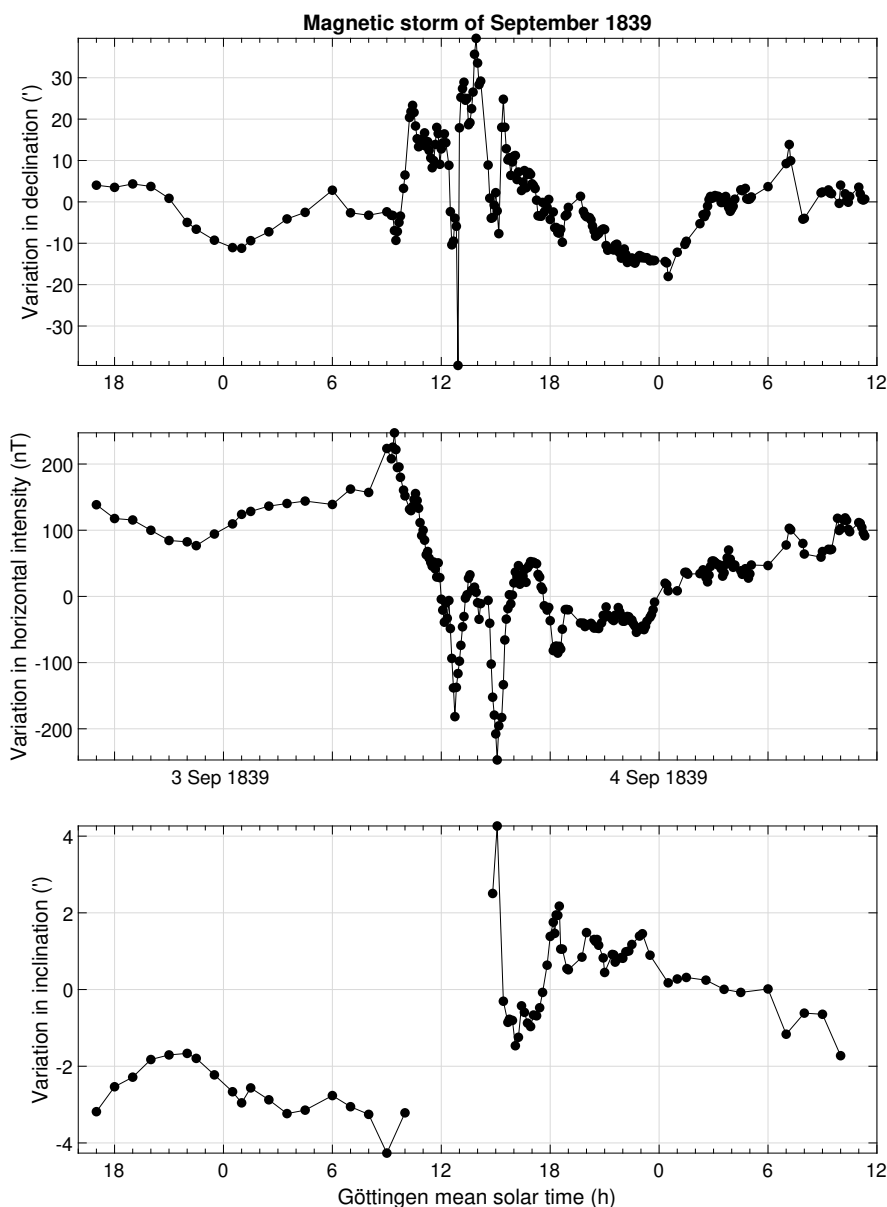 Magnetic storm of September 1839
Variation in declination (')
30
20
10
0
-10
-20
-30
18 0 6 12 18 0 6 12
Variation in horizontal intensity (nT)
200
100
0
-100
-200
3 Sep 1839 4 Sep 1839
Variation in inclination (')
4
2
0
-2
-4
18 0 6 12 18 0 6 12
Göttingen mean solar time (h)